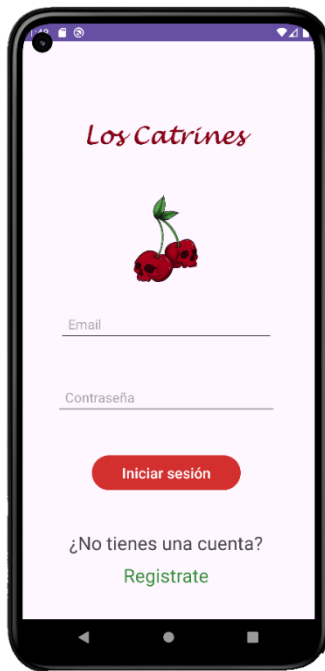 Los Catrines
Email
Contraseña
Iniciar sesión
¿No tienes una cuenta?
Registrate